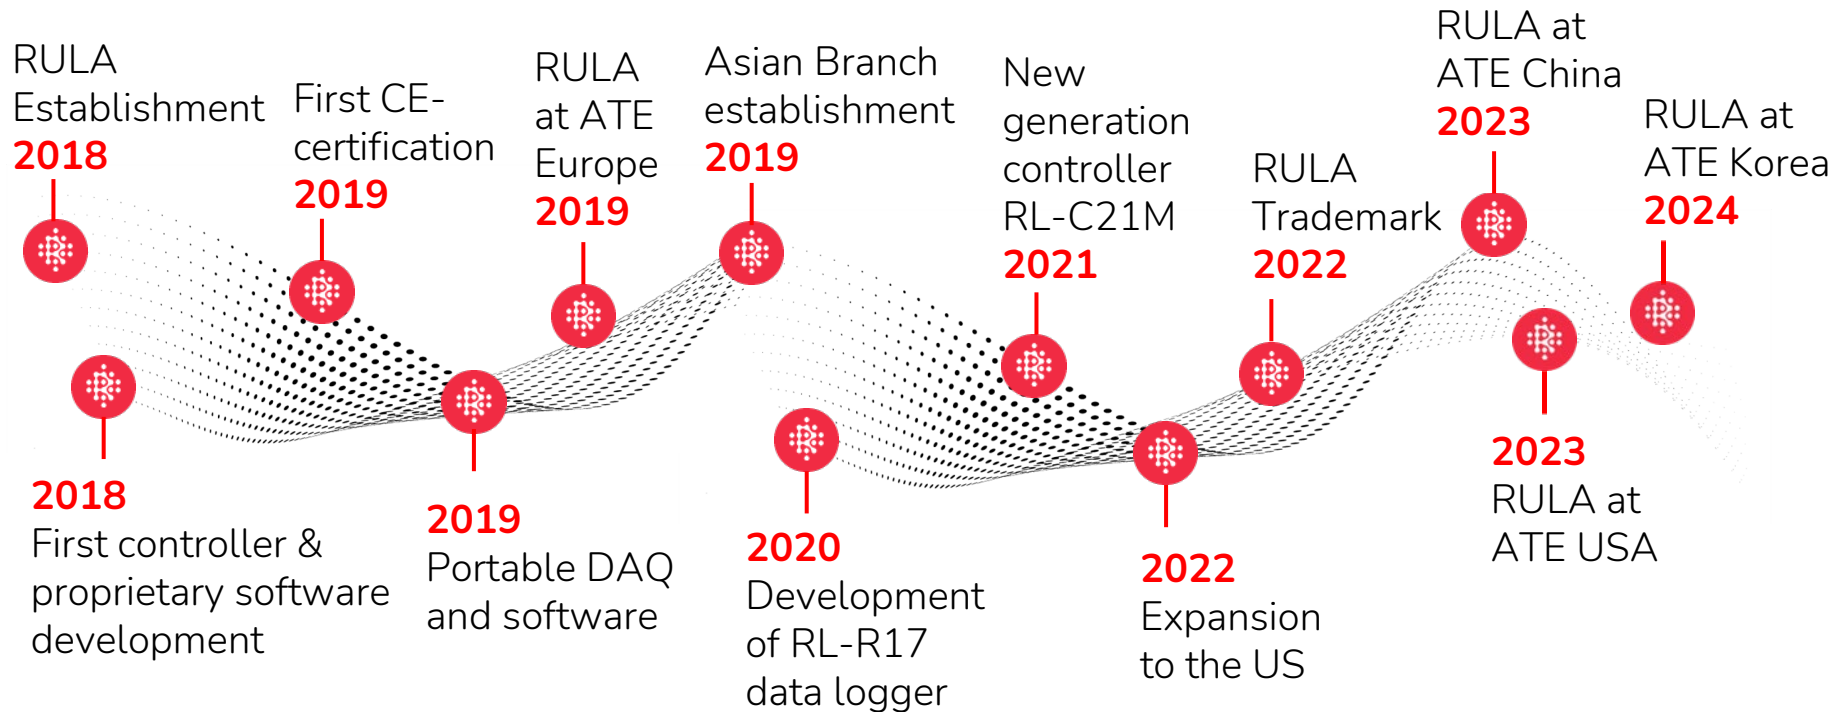 RULA
Establishment
2018
2018
First controller &
proprietary software
development
First CE-
certification
2019
2019
Portable DAQ
and software
RULA
at ATE
Europe
2019
Asian Branch
establishment
2019
2020
Development
of RL-R17
data logger
New
generation
controller
RL-C21M
2021
2022
Expansion
to the US
RULA
Trademark
2022
RULA at
ATE China
2023
2023
RULA at
ATE USA
RULA at
ATE Korea
2024